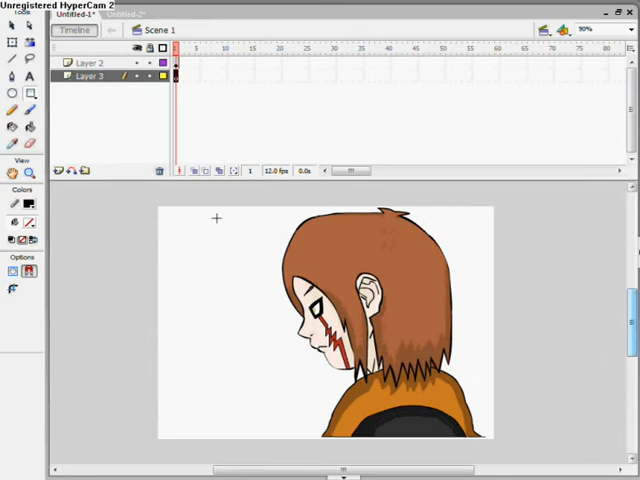 Unregistered HyperCam 2
Tools
Untitled-1*
Untitled-2*
Timeline
Scene 1
90%
1 5 10 15 20 25 30 35 40 45 50 55 60 65 70 75 80
Layer 2
Layer 3
View
1 12.0 fps 0.0s
Colors
Options